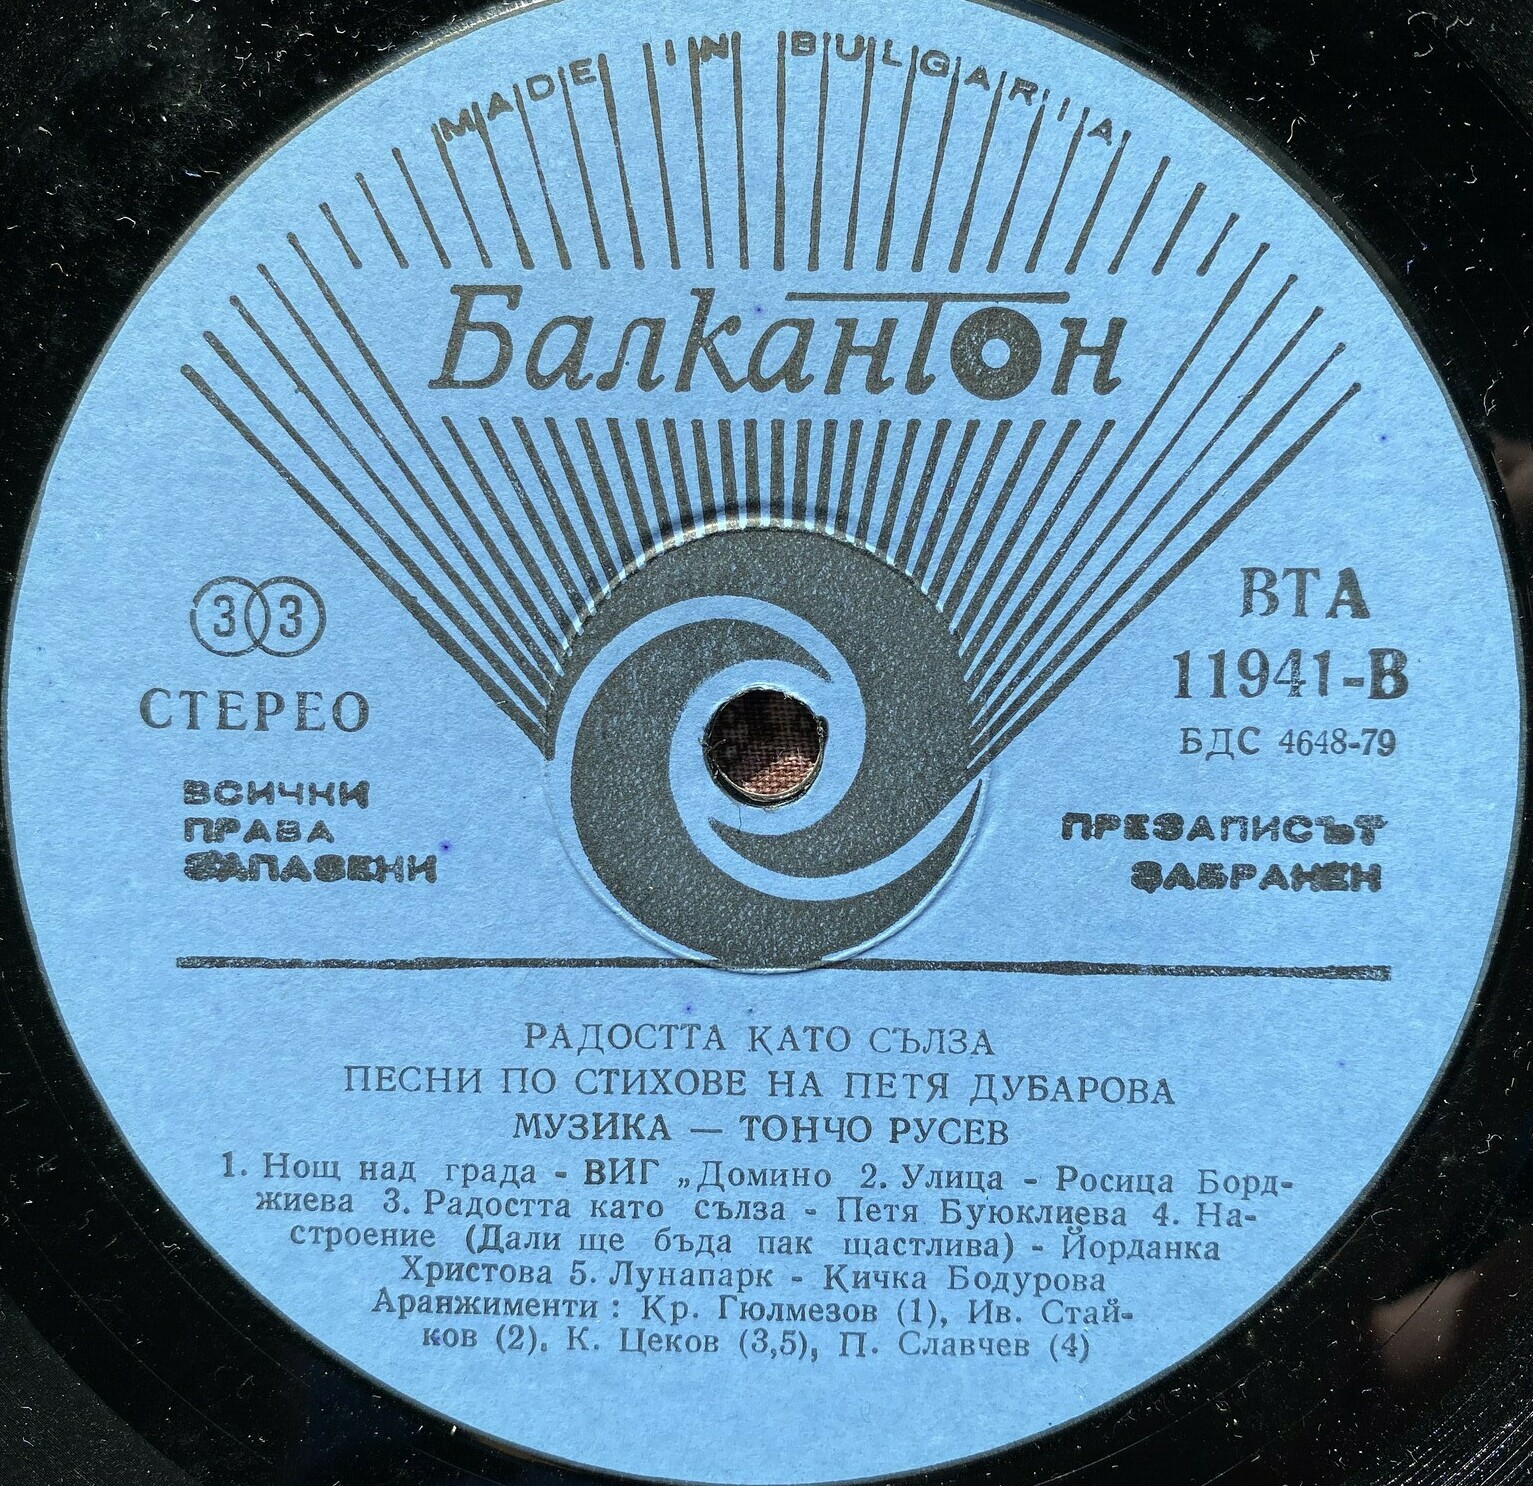 MADE IN BULGARIA
Балкантон
33
СТЕРЕО
ВСИЧКИ
ПРАВА
ЗАПАЗЕНИ
ВТА
11941-В
БДС 4648-79
ПРЕЗАПИСЪТ
ЗАБРАНЕН
РАДОСТТА КАТО СЪЛЗА
ПЕСНИ ПО СТИХОВЕ НА ПЕТЯ ДУБАРОВА
МУЗИКА — ТОНЧО РУСЕВ
1. Нощ над града - ВИГ „Домино 2. Улица - Росица Борд-
жиева 3. Радостта като сълза - Петя Буюклиева 4. На-
строение (Дали ще бъда пак щастлива) - Йорданка
Христова 5. Лунапарк - Кичка Бодурова
Аранжименти : Кр. Гюлмезов (1), Ив. Стай-
ков (2), К. Цеков (3,5), П. Славчев (4)